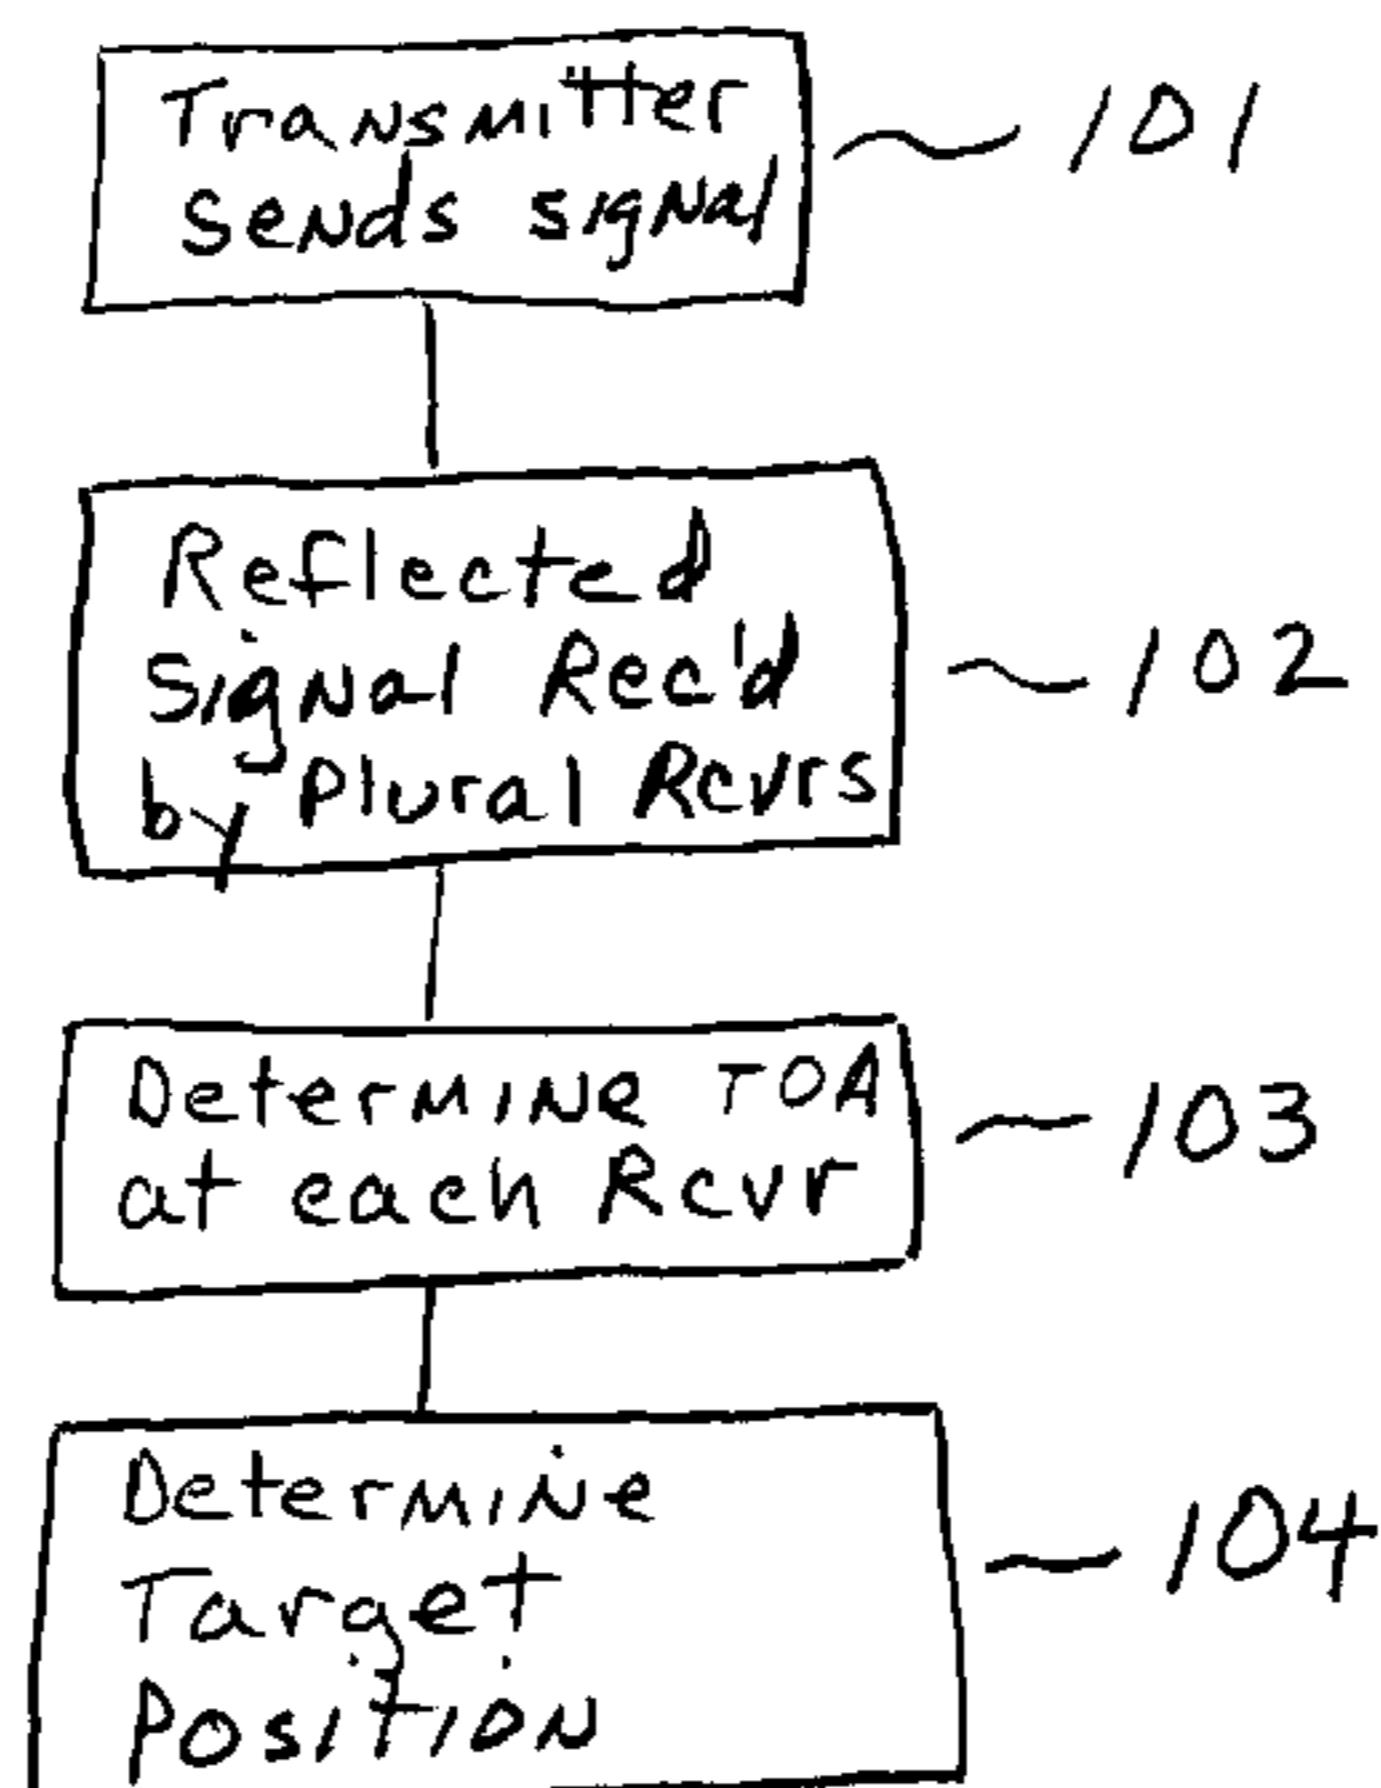 Transmitter
sends signal
101
Reflected
Signal Rec'd
by Plural Rcvrs
102
Determine TOA
at each Rcvr
103
Determine
Target
Position
104